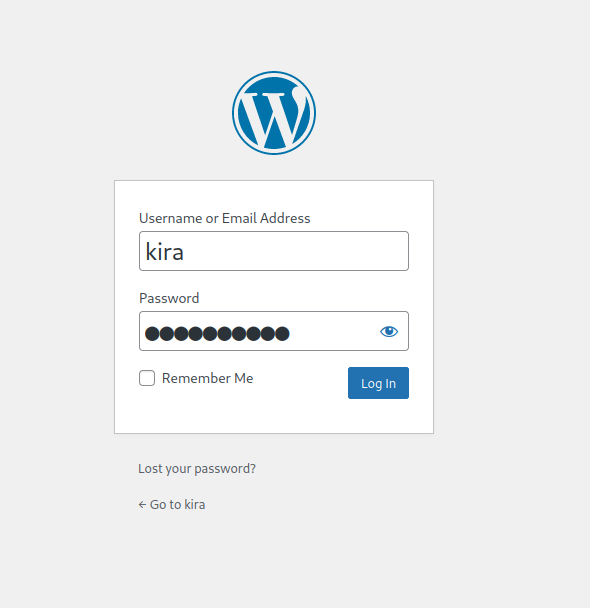 Username or Email Address
kira
Password
●●●●●●●●●●
Remember Me
Log In
Lost your password?
← Go to kira